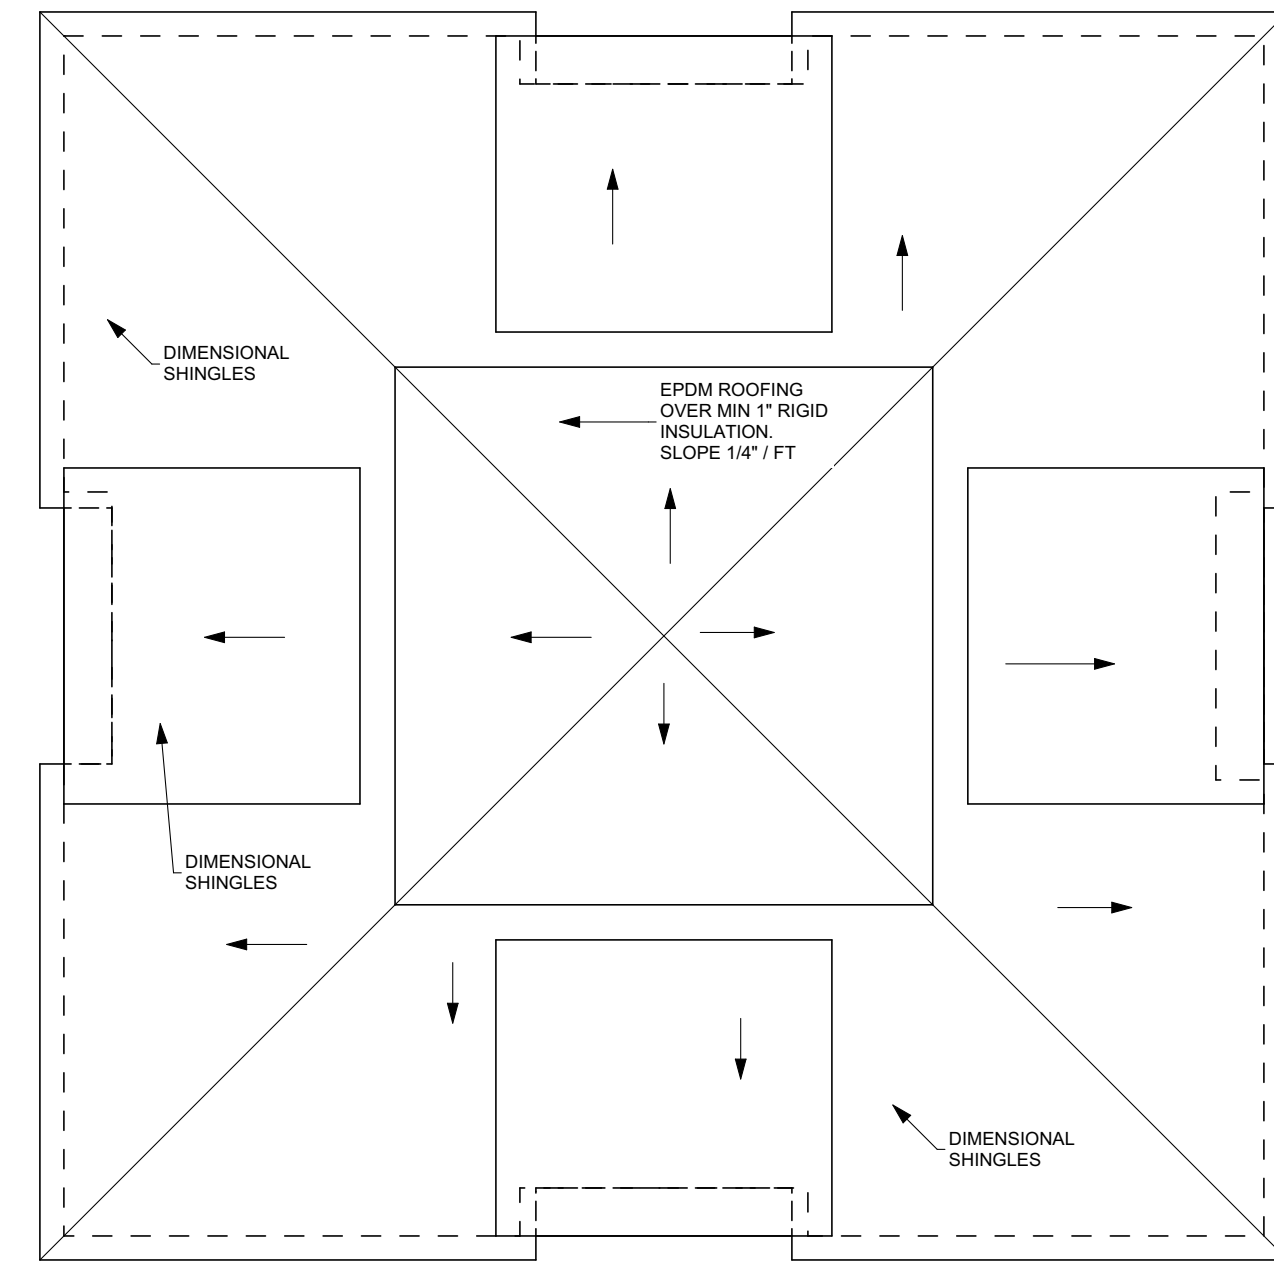 DIMENSIONAL
SHINGLES
EPDM ROOFING
OVER MIN 1" RIGID
INSULATION.
SLOPE 1/4" / FT
DIMENSIONAL
SHINGLES
DIMENSIONAL
SHINGLES